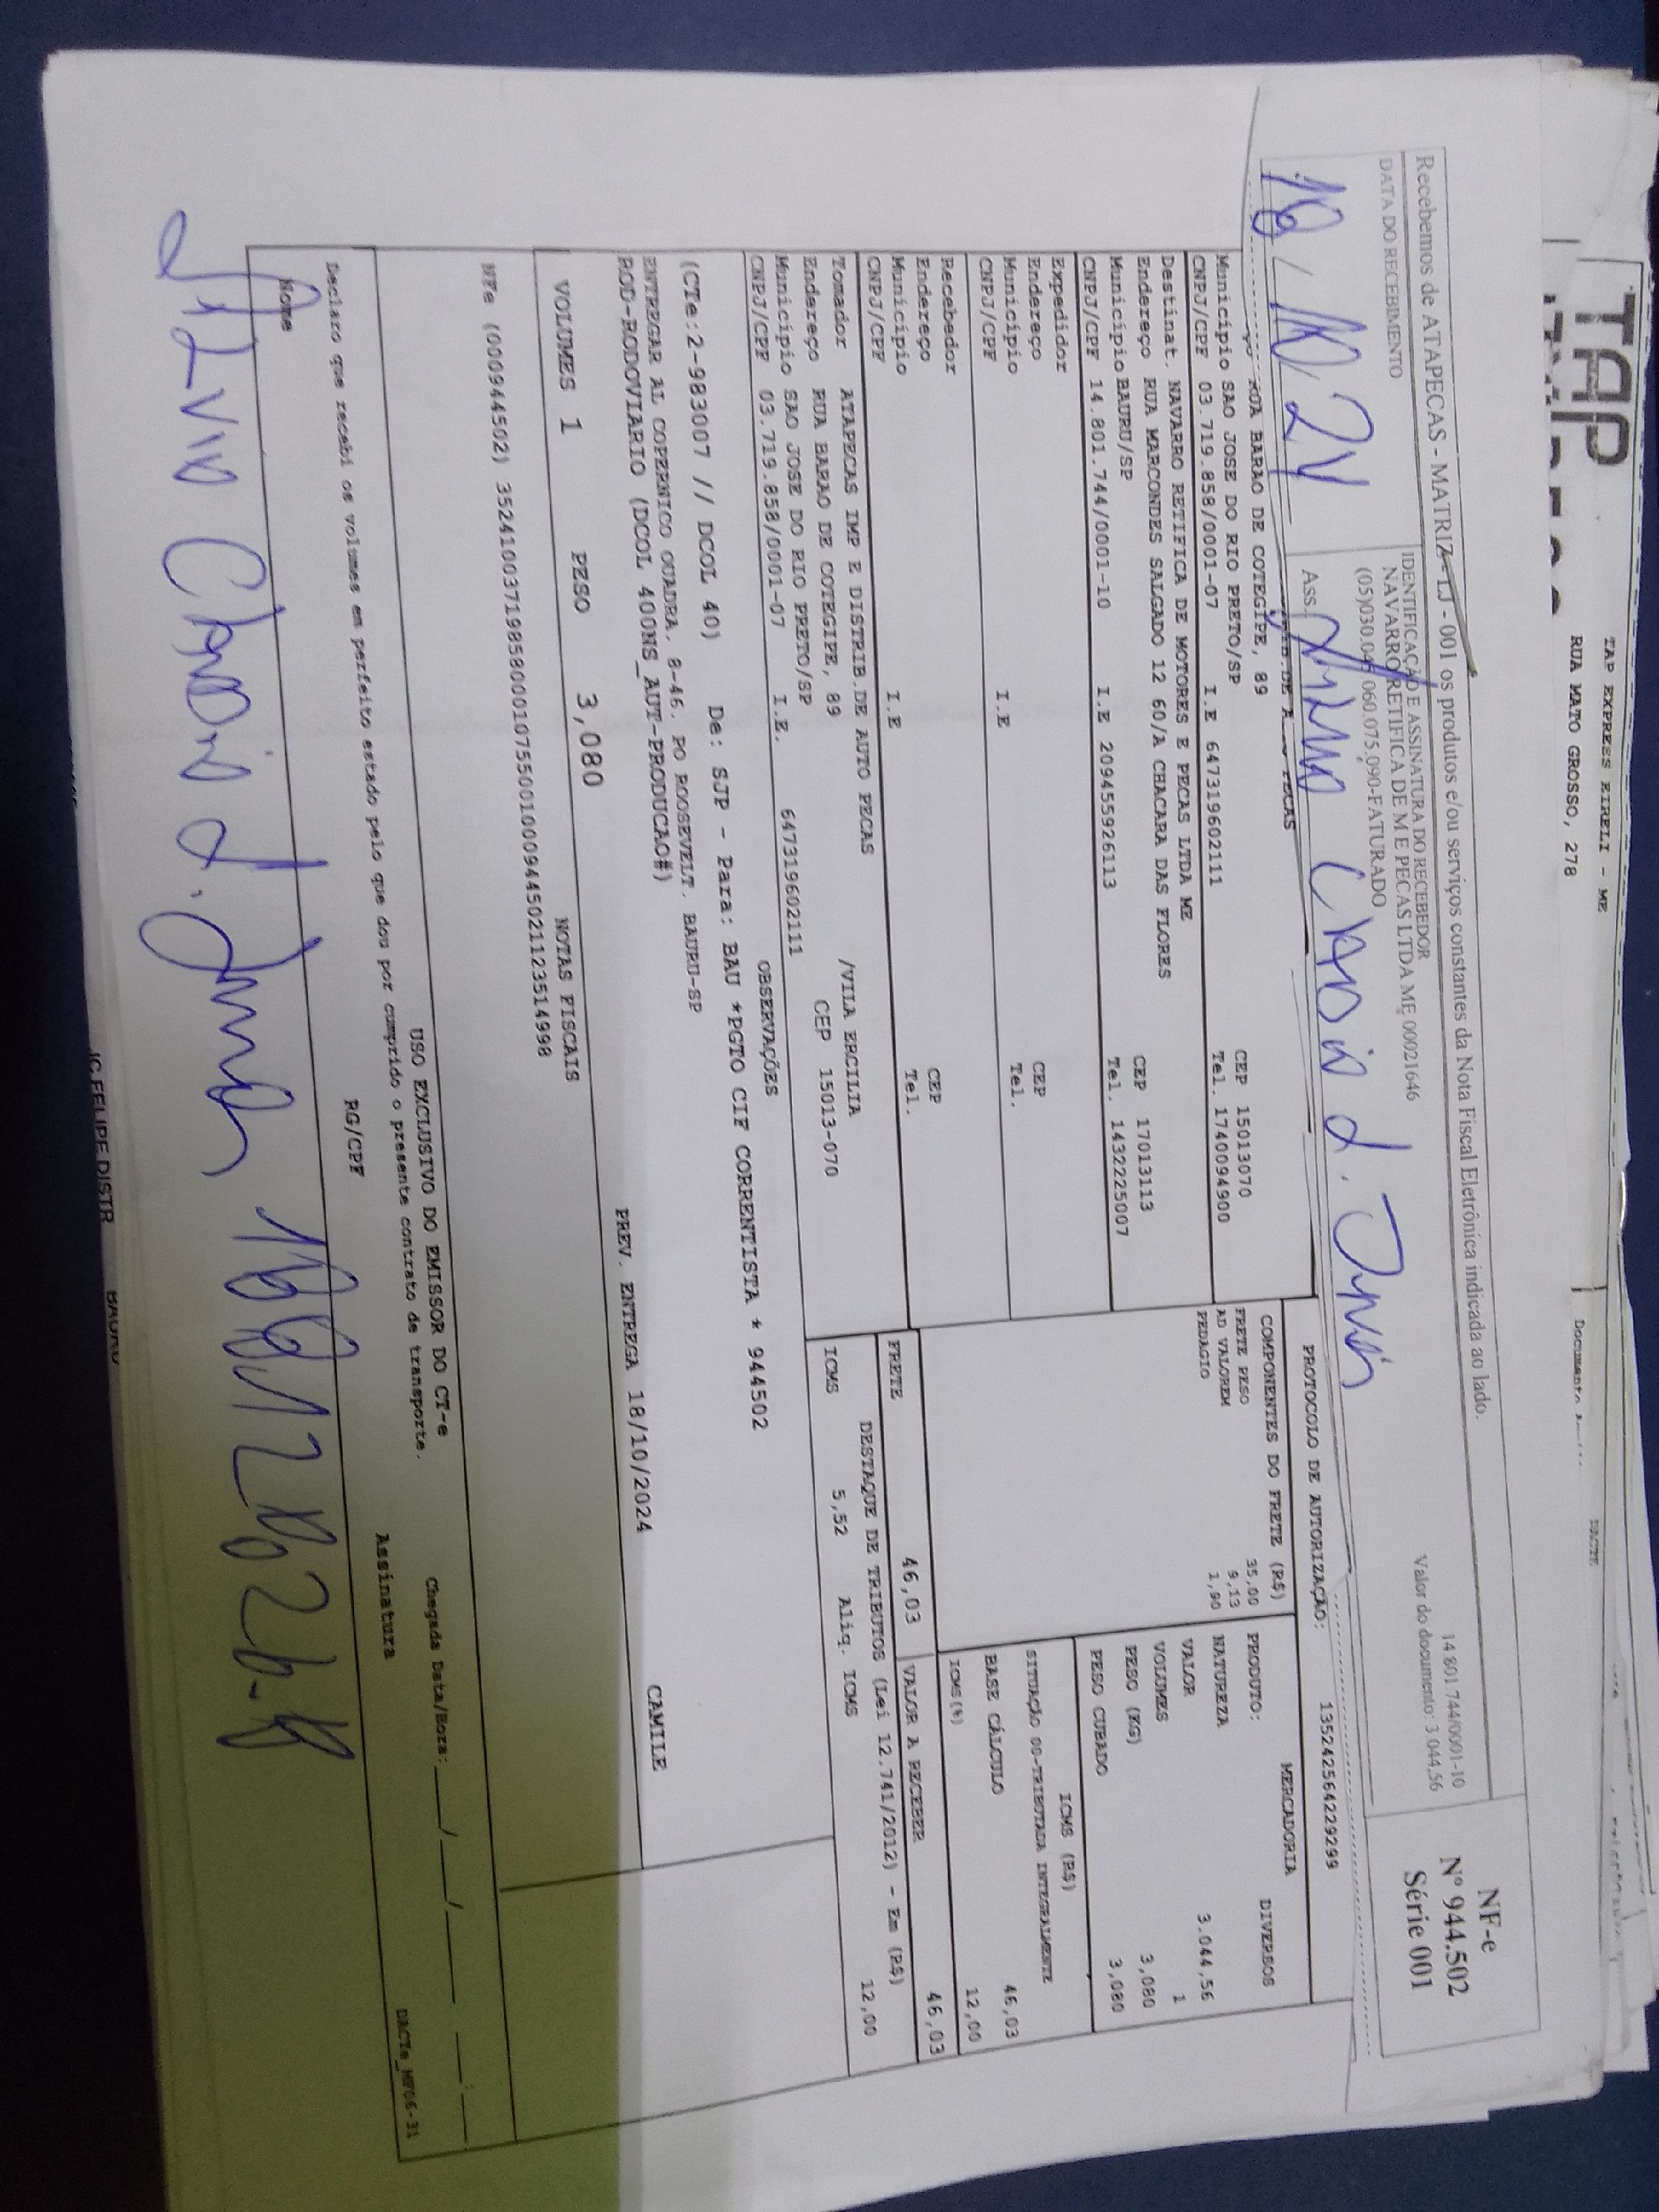 TAP
TAP EXPRESS EIRELI - ME
RUA MATO GROSSO, 278
DACTE
Recebemos de ATAPECAS - MATRIZ - LJ - 001 os produtos e/ou serviços constantes da Nota Fiscal Eletrônica indicada ao lado.
14 801 744/0001-10
Valor do documento: 3.044,56
NF-e
Nº 944.502
Série 001
DATA DO RECEBIMENTO
IDENTIFICAÇÃO E ASSINATURA DO RECEBEDOR
NAVARRO RETIFICA DE M E PECAS LTDA ME 00021646
060.075.090-FATURADO
ASS.
RUA BARAO DE COTEGIPE, 89
CEP 15013070
Município SAO JOSE DO RIO PRETO/SP
Tel. 1740094900
CNPJ/CPF 03.719.858/0001-07 I.E 647319602111
Destinat. NAVARRO RETIFICA DE MOTORES E PECAS LTDA ME
Endereço RUA MARCONDES SALGADO 12 60/A CHACARA DAS FLORES CEP 17013113
Município BAURU/SP Tel. 1432225007
CNPJ/CPF 14.801.744/0001-10 I.E 209455926113
Expedidor
Endereço CEP
Município Tel.
CNPJ/CPF I.E
Recebedor
Endereço CEP
Município Tel.
CNPJ/CPF I.E
Tomador ATAPECAS IMP E DISTRIB.DE AUTO PECAS
Endereço RUA BARAO DE COTEGIPE, 89 /VILA ERCILIA
Município SAO JOSE DO RIO PRETO/SP CEP 15013-070
CNPJ/CPF 03.719.858/0001-07 I.E. 647319602111
PROTOCOLO DE AUTORIZAÇÃO: 135242564229299
COMPONENTES DO FRETE (R$)
FRETE PESO 35,00
AD VALOREM 9,13
PEDAGIO 1,90
MERCADORIA
PRODUTO: DIVERSOS
NATUREZA
VALOR 3.044,56
VOLUMES 1
PESO (KG) 3,080
PESO CUBADO 3,080
ICMS (R$)
SITUAÇÃO 00-TRIBUTADA INTEGRALMENTE
BASE CÁLCULO 46,03
ICMS(%) 12,00
FRETE 46,03 VALOR A RECEBER 46,03
DESTAQUE DE TRIBUTOS (Lei 12.741/2012) - Em (R$)
ICMS 5,52 Aliq. ICMS 12,00
OBSERVAÇÕES
(CTe:2-983007 // DCOL 40) De: SJP - Para: BAU *PGTO CIF CORRENTISTA * 944502
ENTREGAR AL COPERNICO QUADRA, 8-46, PQ ROOSEVELT, BAURU-SP
ROD-RODOVIARIO (DCOL 400NS_AUT-PRODUCAO#)
PREV. ENTREGA 18/10/2024 CAMILE
VOLUMES 1 PESO 3,080
NOTAS FISCAIS
NFe (000944502) 35241003719858000107550010009445021123514998
USO EXCLUSIVO DO EMISSOR DO CT-e
Declaro que recebi os volumes em perfeito estado pelo que dou por cumprido o presente contrato de transporte.
Chegada Data/Hora: ____/____/____ __:__
Nome RG/CPF Assinatura
DACTe_MF06-31
JC FELIPE DISTR